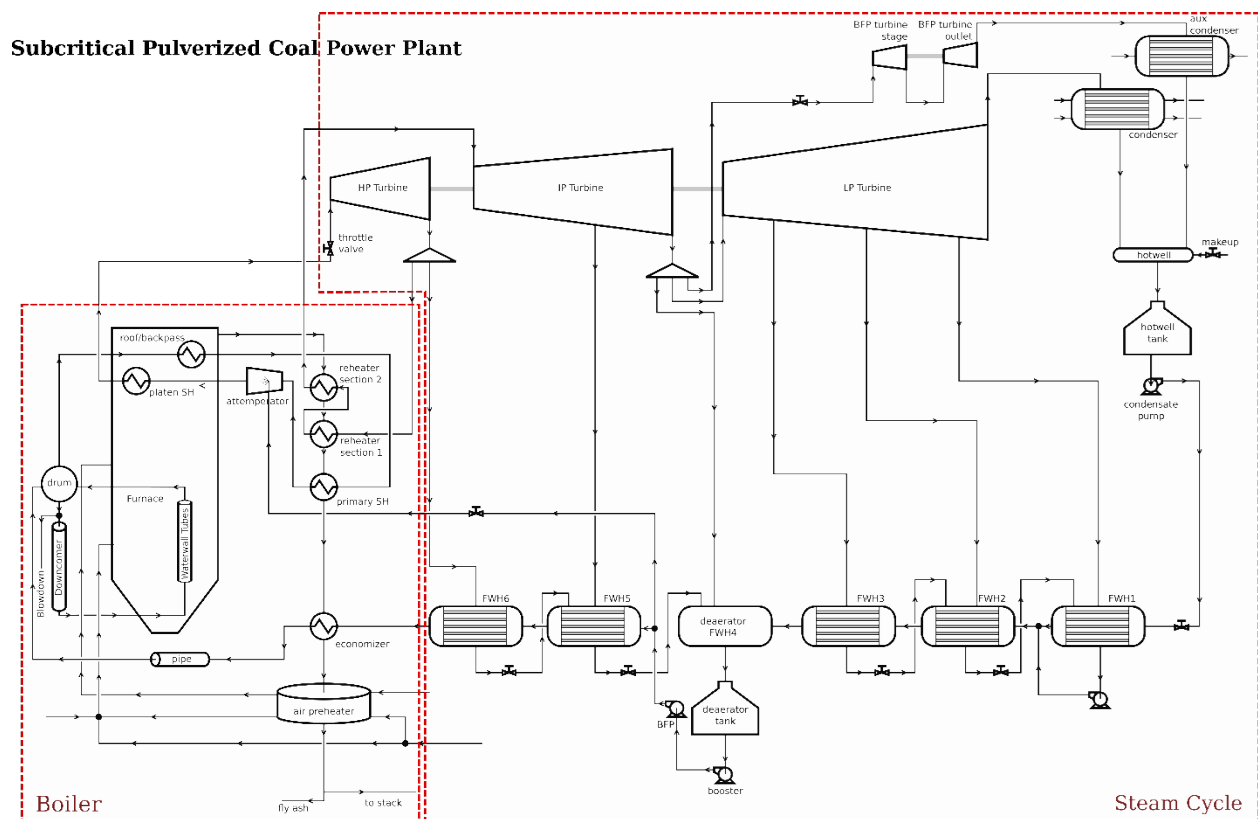 Subcritical Pulverized Coal Power Plant
BFP turbine
stage
BFP turbine
outlet
aux
condenser
condenser
HP Turbine
IP Turbine
LP Turbine
throttle
valve
makeup
hotwell
hotwell
tank
condensate
pump
roof/backpass
reheater
section 2
platen SH
attemperator
reheater
section 1
drum
primary SH
Furnace
Waterwall Tubes
Downcomer
Blowdown
FWH6
FWH5
deaerator
FWH4
FWH3
FWH2
FWH1
economizer
pipe
air preheater
BFP
deaerator
tank
booster
fly ash
to stack
Boiler
Steam Cycle